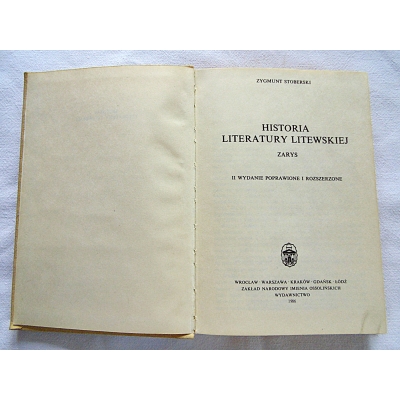 ZYGMUNT STOBERSKI
HISTORIA
LITERATURY LITEWSKIEJ
ZARYS
II WYDANIE POPRAWIONE I ROZSZERZONE
WROCŁAW · WARSZAWA · KRAKÓW · GDAŃSK · ŁÓDŹ
ZAKŁAD NARODOWY IMIENIA OSSOLIŃSKICH
WYDAWNICTWO